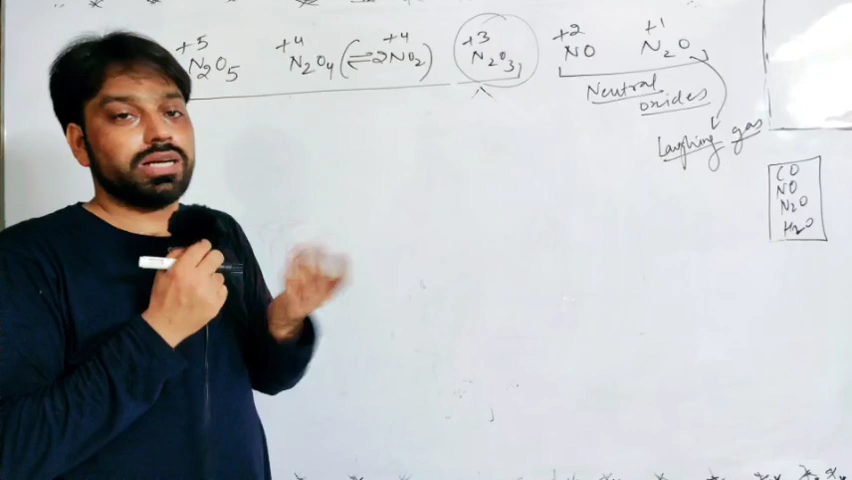 +5 +4 +4 +3 +2 +1
N2O5 N2O4 (⇌2NO2) N2O3 NO N2O
Neutral
oxides
Laughing gas
CO
NO
N2O
H2O